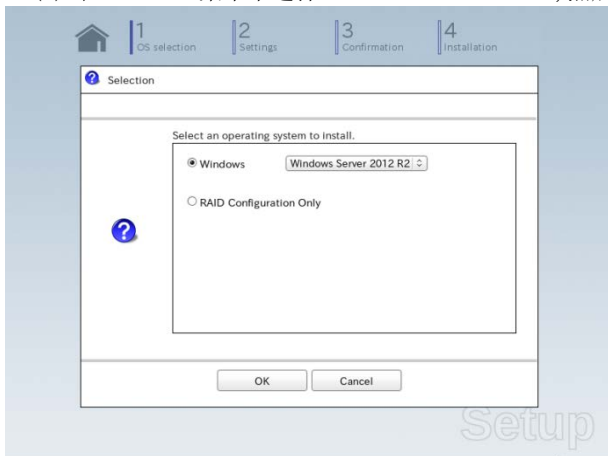 1
OS selection
2
Settings
3
Confirmation
4
Installation
Selection
Select an operating system to install.
Windows
Windows Server 2012 R2
RAID Configuration Only
OK
Cancel
Setup